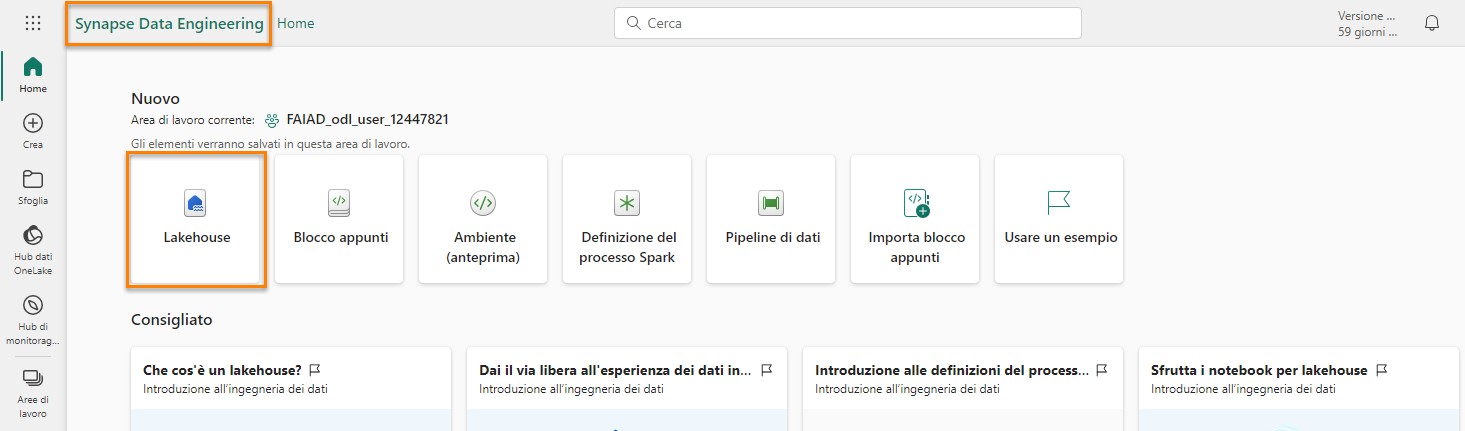 Synapse Data Engineering Home
Cerca
Versione ...
59 giorni ...
Home
Crea
Sfoglia
Hub dati
OneLake
Hub di
monitorag...
Aree di
lavoro
Nuovo
Area di lavoro corrente: FAIAD_odl_user_12447821
Gli elementi verranno salvati in questa area di lavoro.
Lakehouse
Blocco appunti
Ambiente
(anteprima)
Definizione del
processo Spark
Pipeline di dati
Importa blocco
appunti
Usare un esempio
Consigliato
Che cos'è un lakehouse?
Introduzione all'ingegneria dei dati
Dai il via libera all'esperienza dei dati in...
Introduzione all'ingegneria dei dati
Introduzione alle definizioni del process...
Introduzione all'ingegneria dei dati
Sfrutta i notebook per lakehouse
Introduzione all'ingegneria dei dati